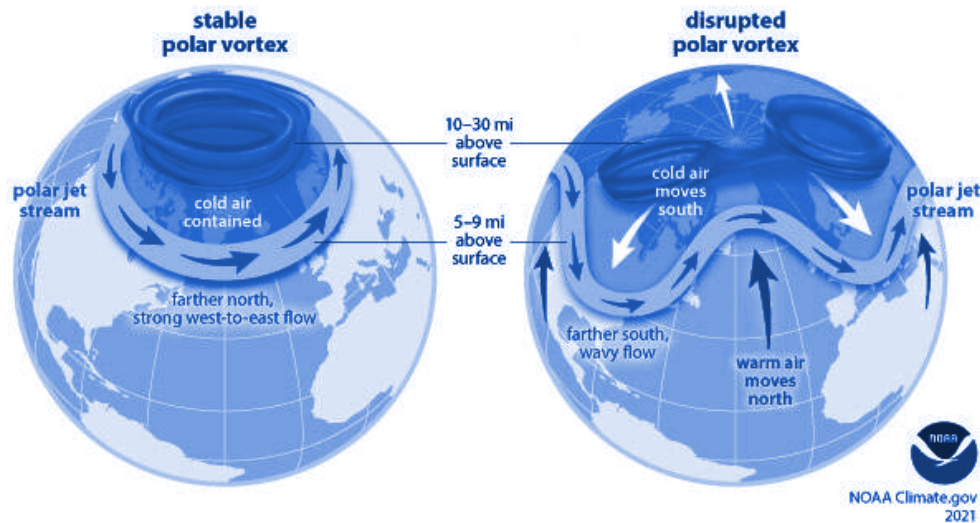 stable
polar vortex
disrupted
polar vortex
10–30 mi
above
surface
polar jet
stream
cold air
contained
5–9 mi
above
surface
farther north,
strong west-to-east flow
cold air
moves
south
polar jet
stream
farther south,
wavy flow
warm air
moves
north
NOAA
NOAA Climate.gov
2021